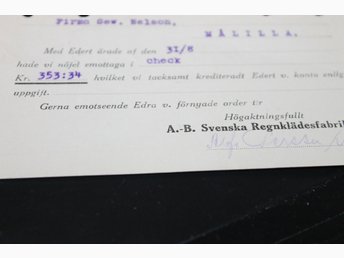 Firma Gew. Nelson,
MÅLILLA.
Med Edert ärade af den 31/8
hade vi nöjet emottaga i check
Kr. 353:34 hvilket vi tacksamt krediteradt Edert v. konto enligt
uppgift.
Gerna emotseende Edra v. förnyade order t:r
Högaktningsfullt
A.-B. Svenska Regnklädesfabrik